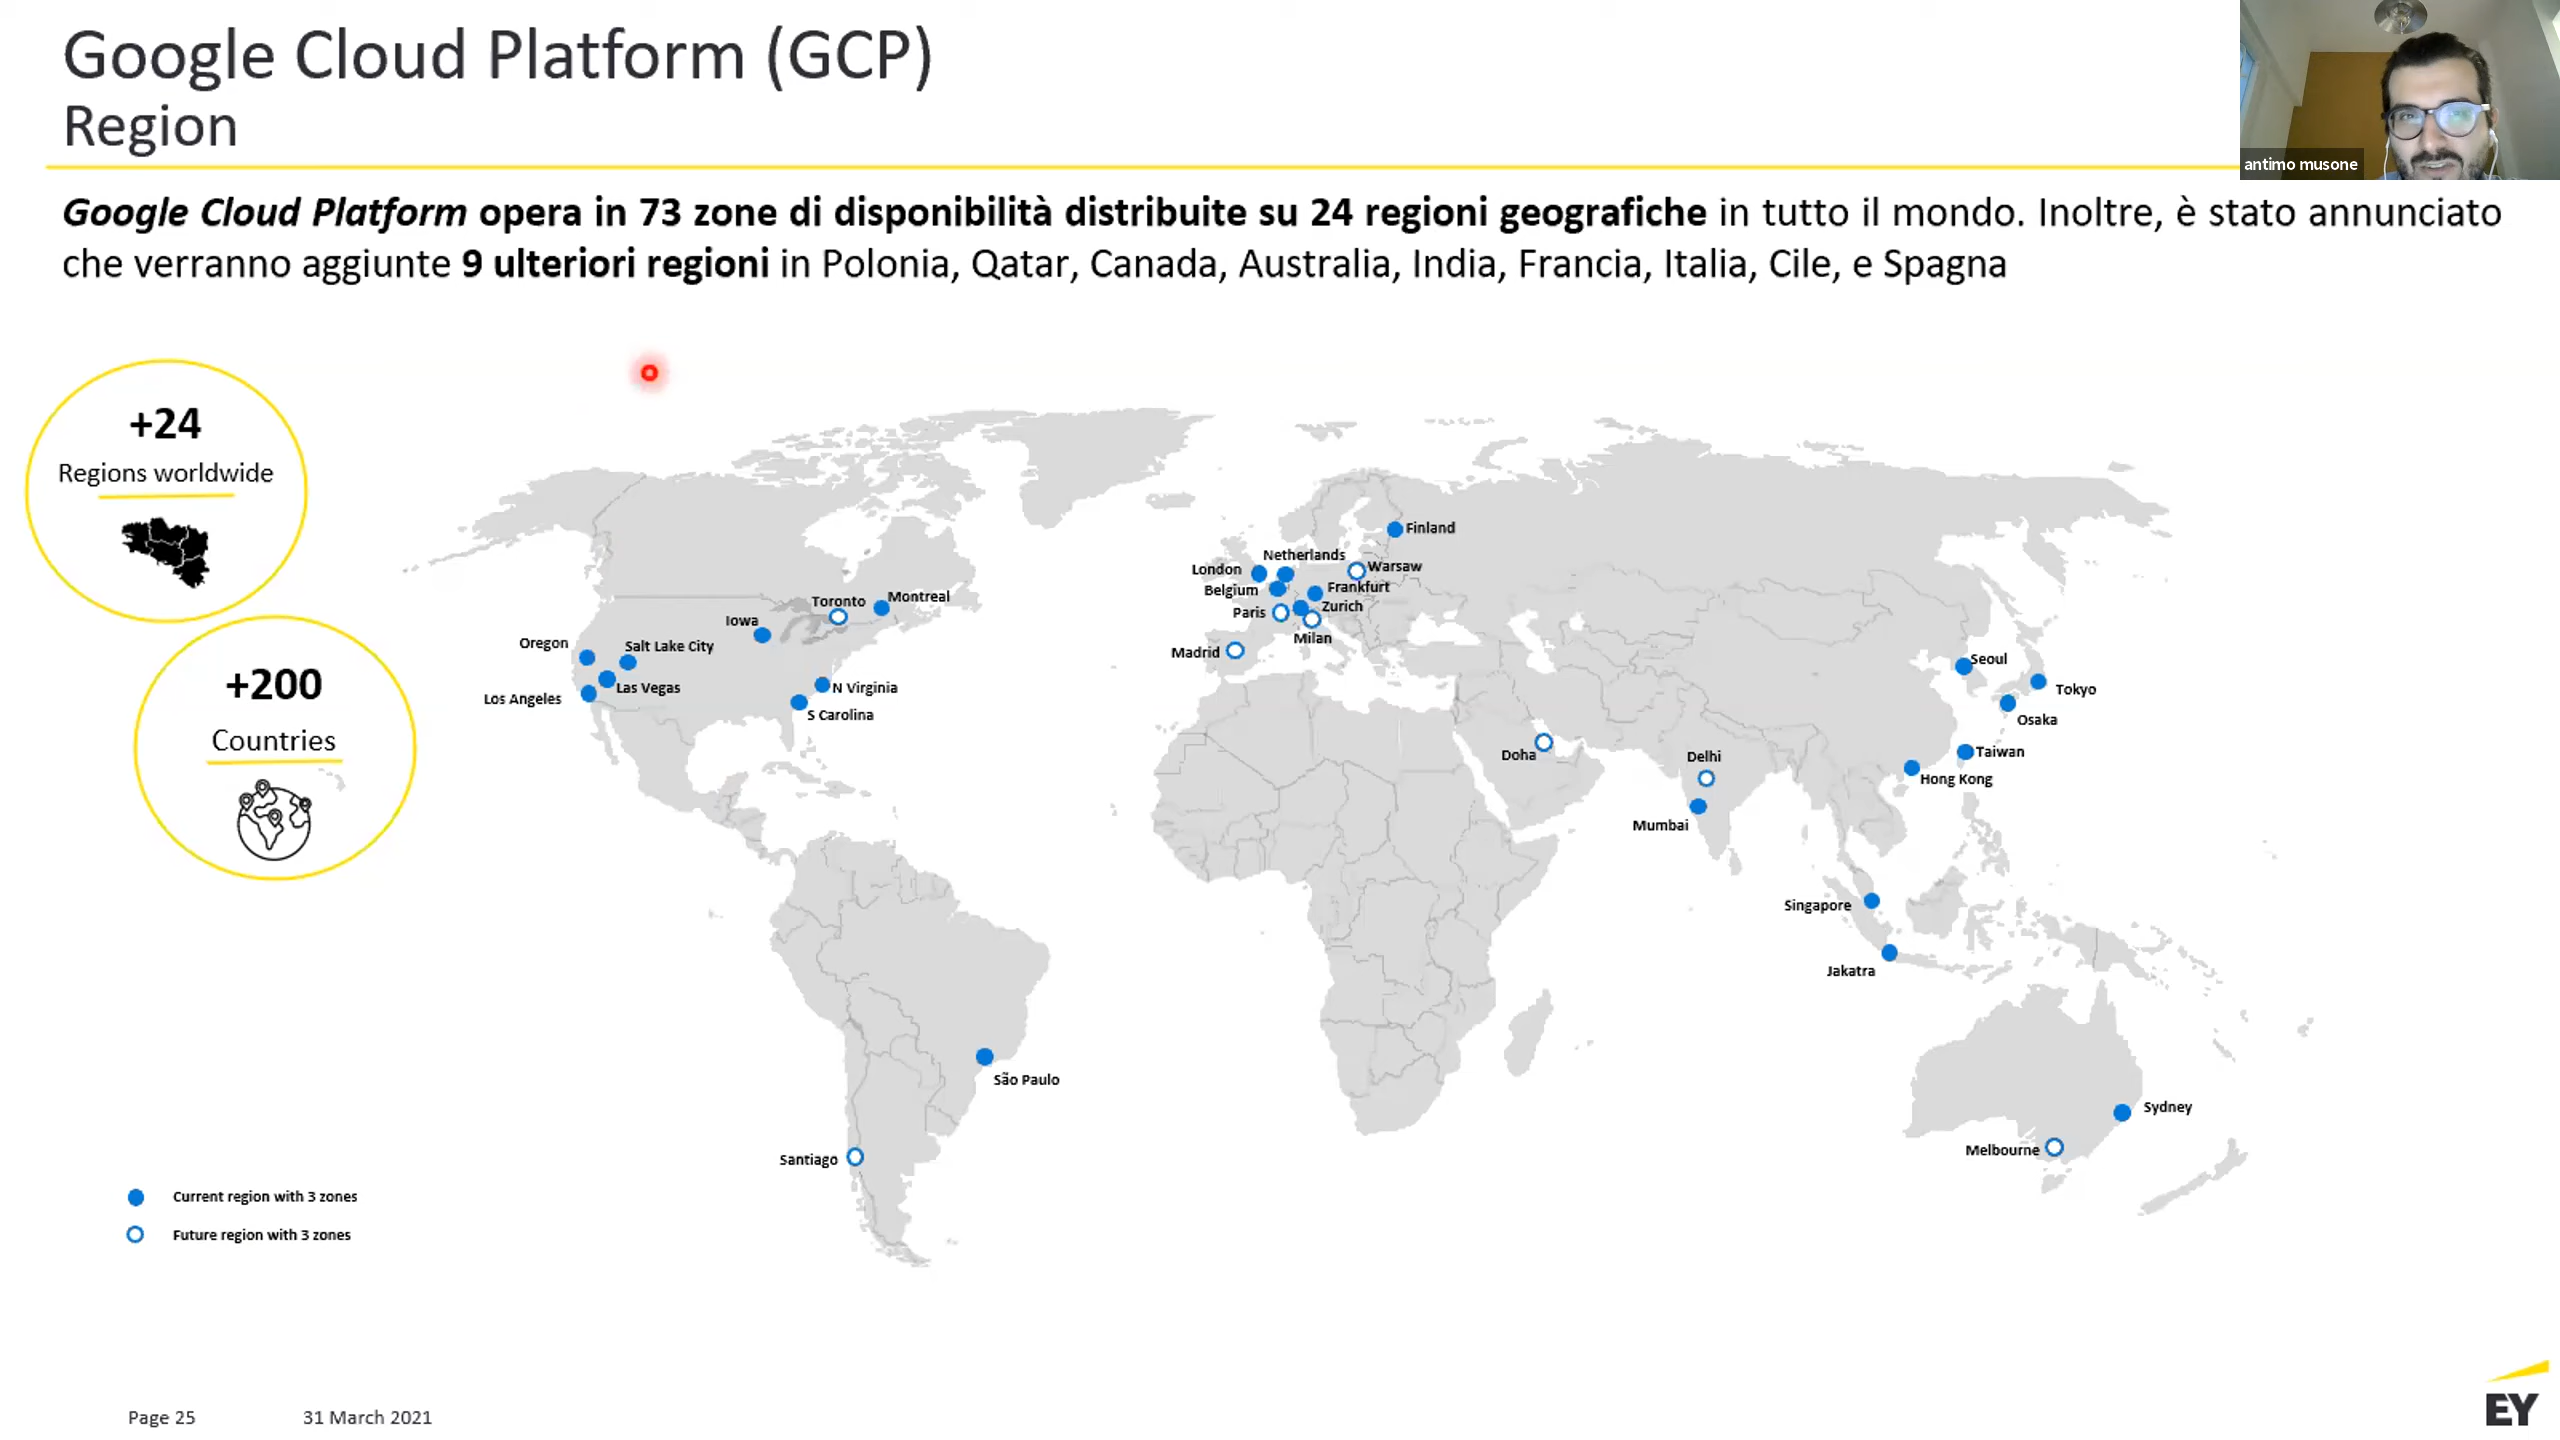 Google Cloud Platform (GCP)
Region
antimo musone
Google Cloud Platform opera in 73 zone di disponibilità distribuite su 24 regioni geografiche in tutto il mondo. Inoltre, è stato annunciato
che verranno aggiunte 9 ulteriori regioni in Polonia, Qatar, Canada, Australia, India, Francia, Italia, Cile, e Spagna
+24
Regions worldwide
+200
Countries
Finland
Netherlands
London
Warsaw
Belgium
Frankfurt
Paris
Zurich
Milan
Madrid
Toronto
Montreal
Iowa
Oregon
Salt Lake City
Las Vegas
Los Angeles
N Virginia
S Carolina
Seoul
Tokyo
Osaka
Taiwan
Hong Kong
Doha
Delhi
Mumbai
Singapore
Jakatra
São Paulo
Santiago
Sydney
Melbourne
Current region with 3 zones
Future region with 3 zones
Page 25
31 March 2021
EY